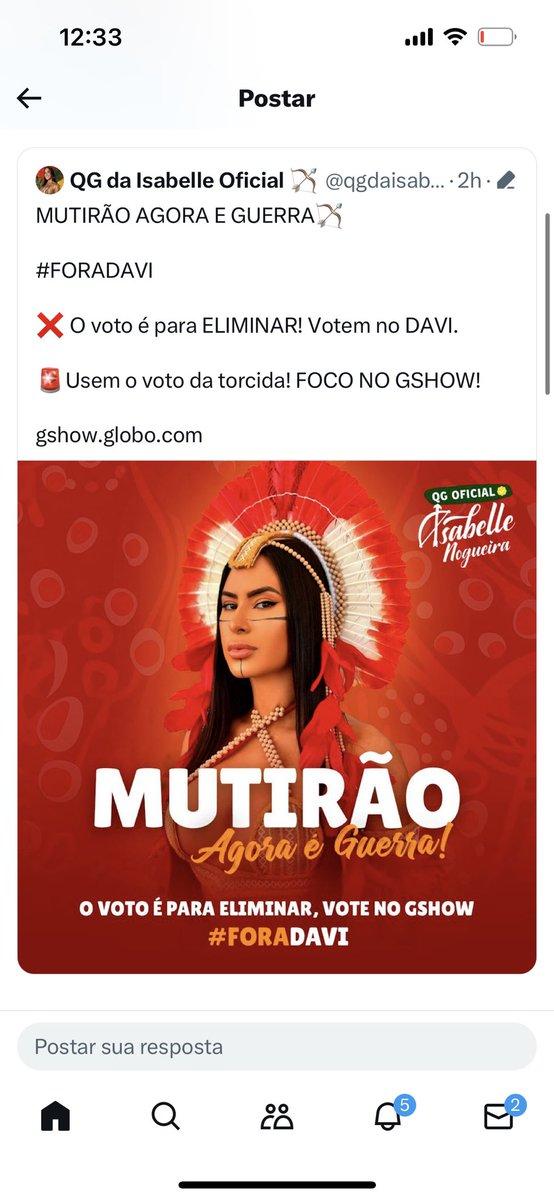 12:33
Postar
QG da Isabelle Oficial 🏹 @qgdaisab... · 2h ·
MUTIRÃO AGORA E GUERRA🏹
#FORADAVI
❌ O voto é para ELIMINAR! Votem no DAVI.
🚨Usem o voto da torcida! FOCO NO GSHOW!
gshow.globo.com
QG OFICIAL
Isabelle
Nogueira
MUTIRÃO
Agora é Guerra!
O VOTO É PARA ELIMINAR, VOTE NO GSHOW
#FORADAVI
Postar sua resposta
5
2